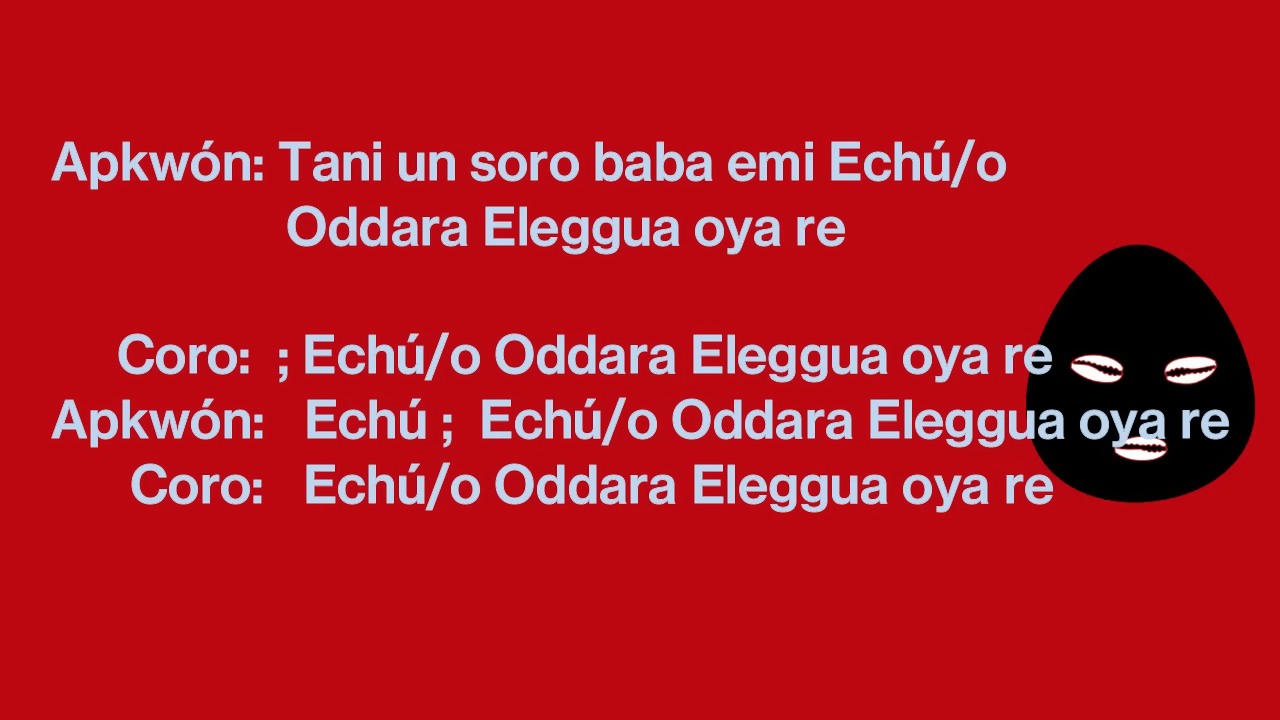 Apkwón: Tani un soro baba emi Echú/o
Oddara Eleggua oya re
Coro: ; Echú/o Oddara Eleggua oya re
Apkwón: Echú ; Echú/o Oddara Eleggua oya re
Coro: Echú/o Oddara Eleggua oya re